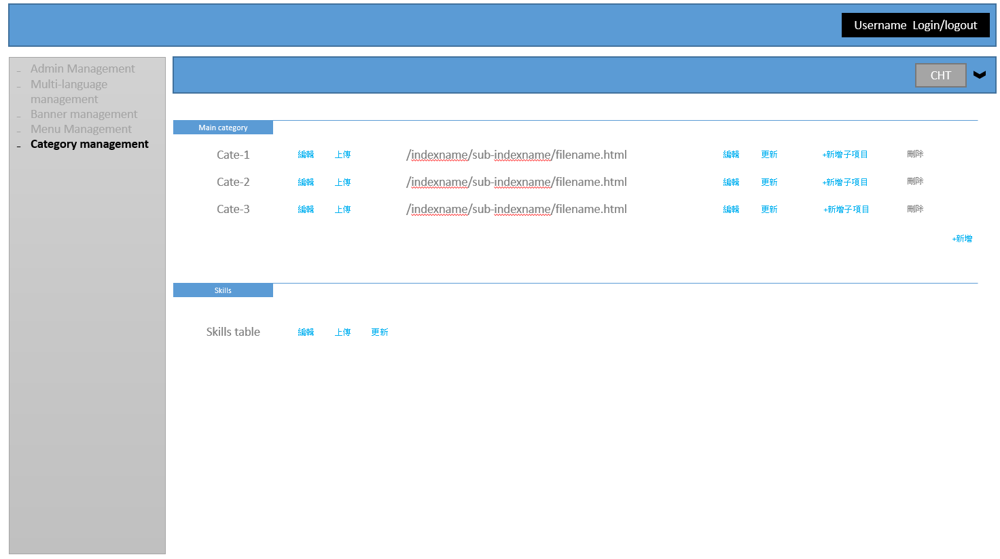 Username Login/logout
Admin Management
Multi-language
management
Banner management
Menu Management
Category management
CHT
Main category
Cate-1 編輯 上傳 /indexname/sub-indexname/filename.html 編輯 更新 +新增子項目 刪除
Cate-2 編輯 上傳 /indexname/sub-indexname/filename.html 編輯 更新 +新增子項目 刪除
Cate-3 編輯 上傳 /indexname/sub-indexname/filename.html 編輯 更新 +新增子項目 刪除
+新增
Skills
Skills table 編輯 上傳 更新